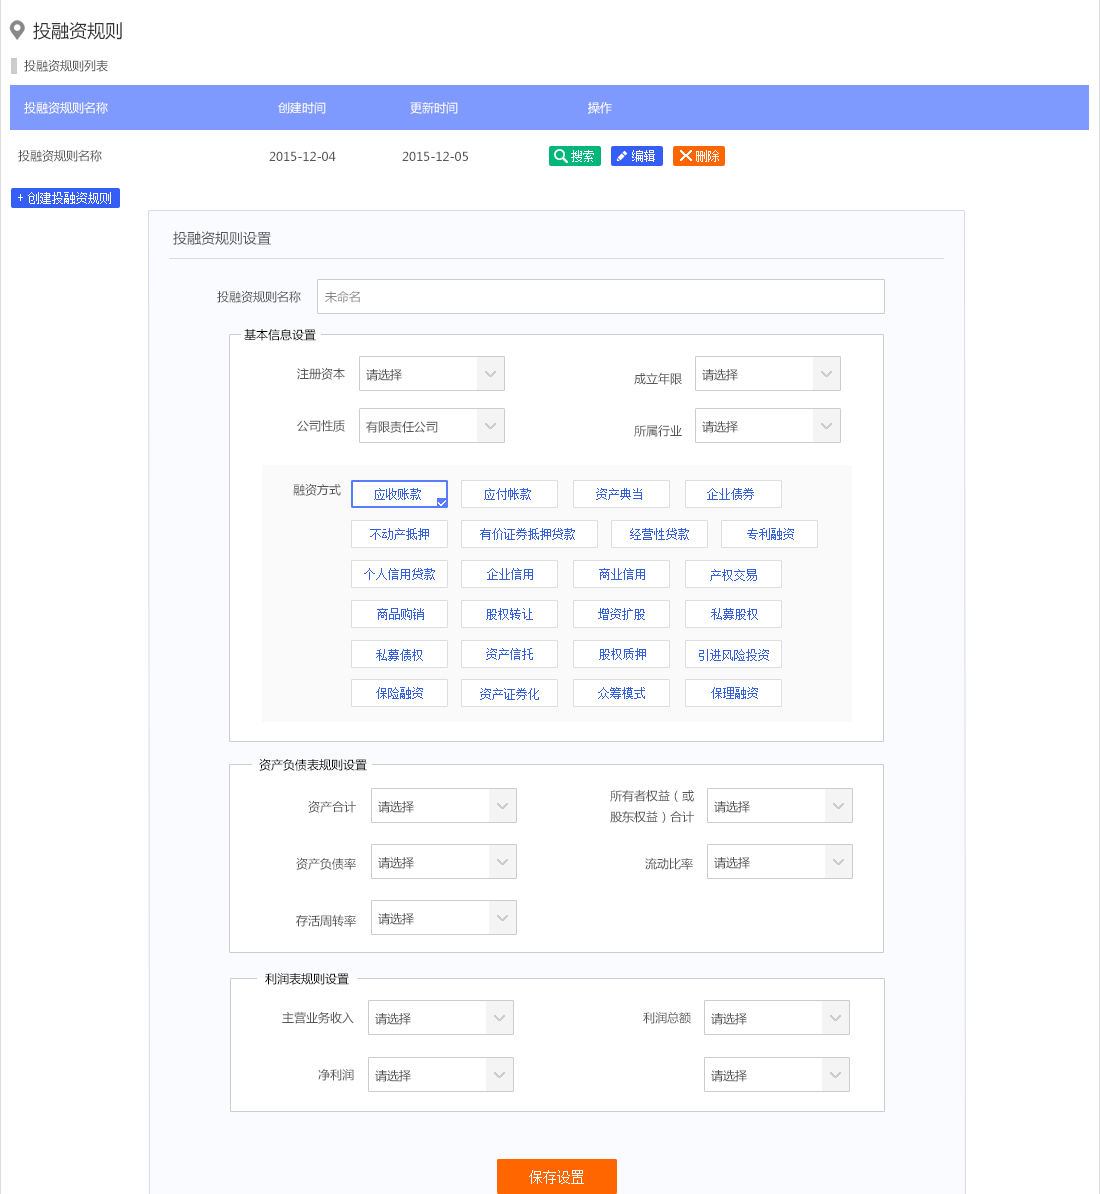 投融资规则
投融资规则列表
投融资规则名称 创建时间 更新时间 操作
投融资规则名称 2015-12-04 2015-12-05 搜索 编辑 删除
+ 创建投融资规则
投融资规则设置
投融资规则名称 未命名
基本信息设置
注册资本 请选择 成立年限 请选择
公司性质 有限责任公司 所属行业 请选择
融资方式 应收账款 应付帐款 资产典当 企业债券
不动产抵押 有价证券抵押贷款 经营性贷款 专利融资
个人信用贷款 企业信用 商业信用 产权交易
商品购销 股权转让 增资扩股 私募股权
私募债权 资产信托 股权质押 引进风险投资
保险融资 资产证券化 众筹模式 保理融资
资产负债表规则设置
资产合计 请选择 所有者权益（或 请选择
股东权益）合计
资产负债率 请选择 流动比率 请选择
存活周转率 请选择
利润表规则设置
主营业务收入 请选择 利润总额 请选择
净利润 请选择 请选择
保存设置